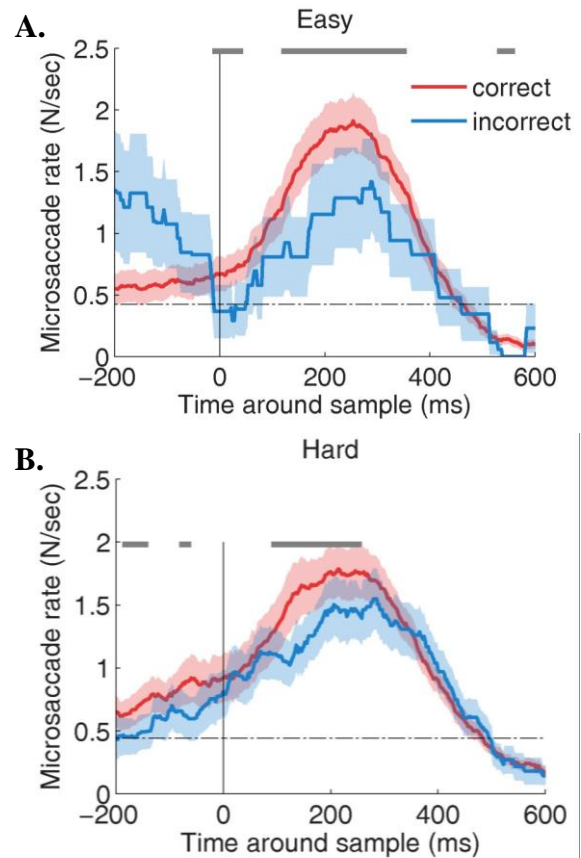 A.
Easy
Microsaccade rate (N/sec)
2.5
2
1.5
1
0.5
0
correct
incorrect
−200
0
200
400
600
Time around sample (ms)
B.
Hard
Microsaccade rate (N/sec)
2.5
2
1.5
1
0.5
0
−200
0
200
400
600
Time around sample (ms)